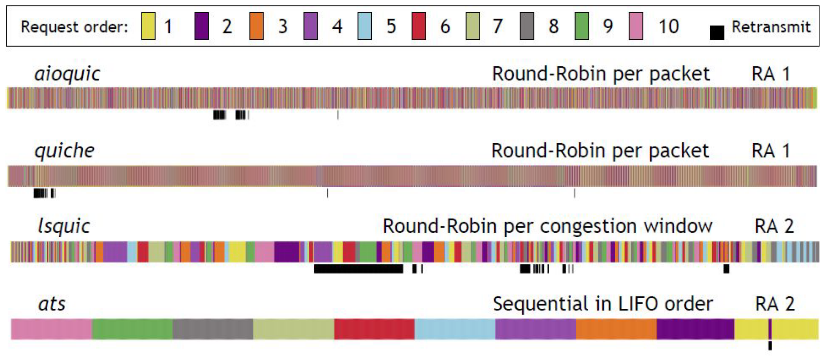 Request order: 1 2 3 4 5 6 7 8 9 10 Retransmit
aioquic Round-Robin per packet RA 1
quiche Round-Robin per packet RA 1
lsquic Round-Robin per congestion window RA 2
ats Sequential in LIFO order RA 2